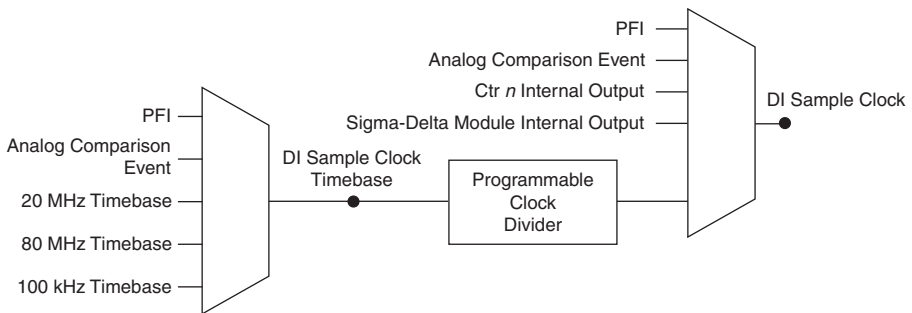 PFI
Analog Comparison
Event
20 MHz Timebase
80 MHz Timebase
100 kHz Timebase
DI Sample Clock
Timebase
Programmable
Clock
Divider
PFI
Analog Comparison Event
Ctr n Internal Output
Sigma-Delta Module Internal Output
DI Sample Clock